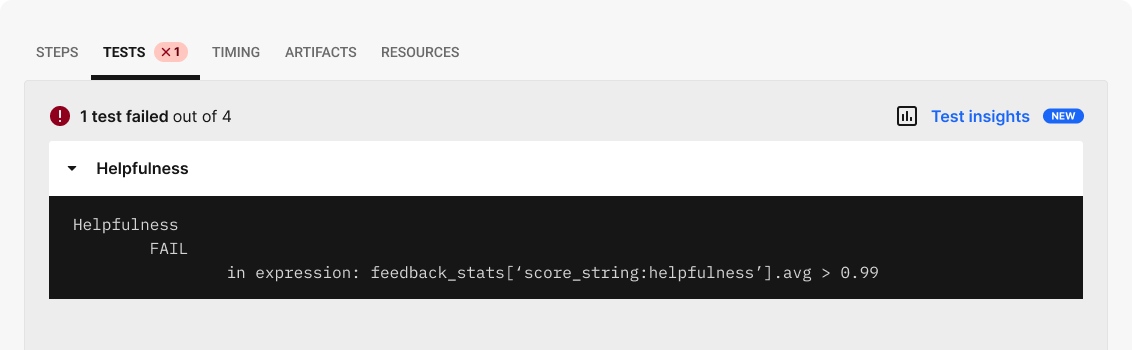 STEPS TESTS ×1 TIMING ARTIFACTS RESOURCES
1 test failed out of 4 Test insights NEW
Helpfulness
Helpfulness
FAIL
in expression: feedback_stats[‘score_string:helpfulness’].avg > 0.99